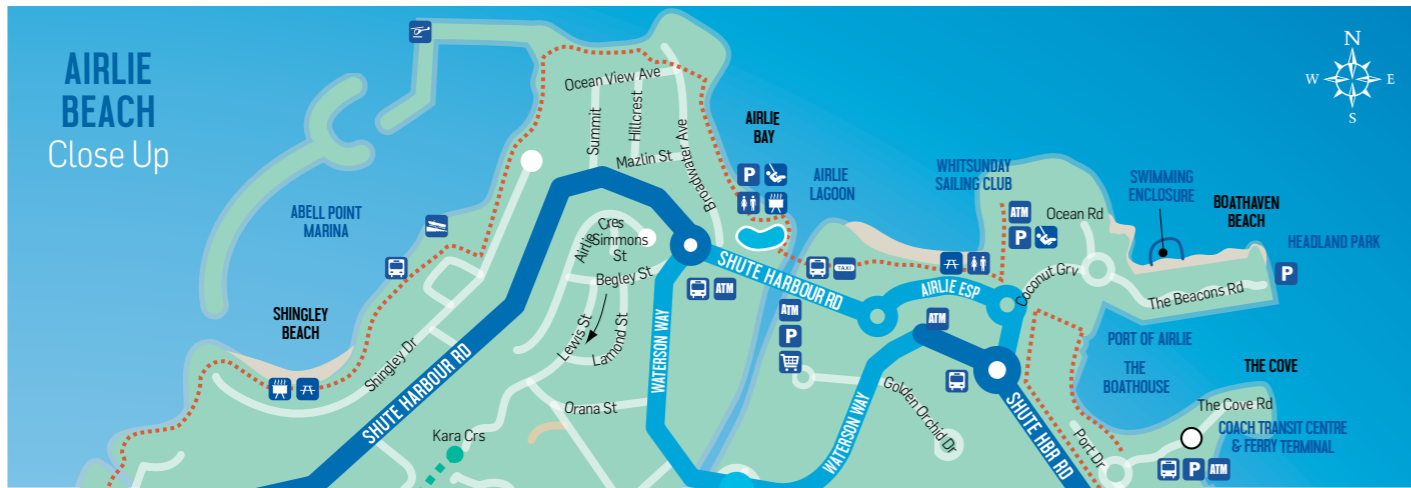 AIRLIE
BEACH
Close Up
N
W
E
S
Ocean View Ave
Summit
Hillcrest
Mazlin St
Broadwater Ave
AIRLIE
BAY
P
AIRLIE
LAGOON
WHITSUNDAY
SAILING CLUB
ATM
P
Ocean Rd
SWIMMING
ENCLOSURE
BOATHAVEN
BEACH
HEADLAND PARK
P
ABELL POINT
MARINA
Airlie Cres
Simmons
St
Begley St
Lewis St
Lamond St
SHUTE HARBOUR RD
TAXI
ATM
AIRLIE ESP
Coconut Grv
The Beacons Rd
SHINGLEY
BEACH
Shingley Dr
SHUTE HARBOUR RD
WATERSON WAY
ATM
P
ATM
PORT OF AIRLIE
THE
BOATHOUSE
THE COVE
Orana St
Kara Crs
WATERSON WAY
Golden Orchid Dr
SHUTE HBR RD
Port Dr
The Cove Rd
COACH TRANSIT CENTRE
& FERRY TERMINAL
P
ATM